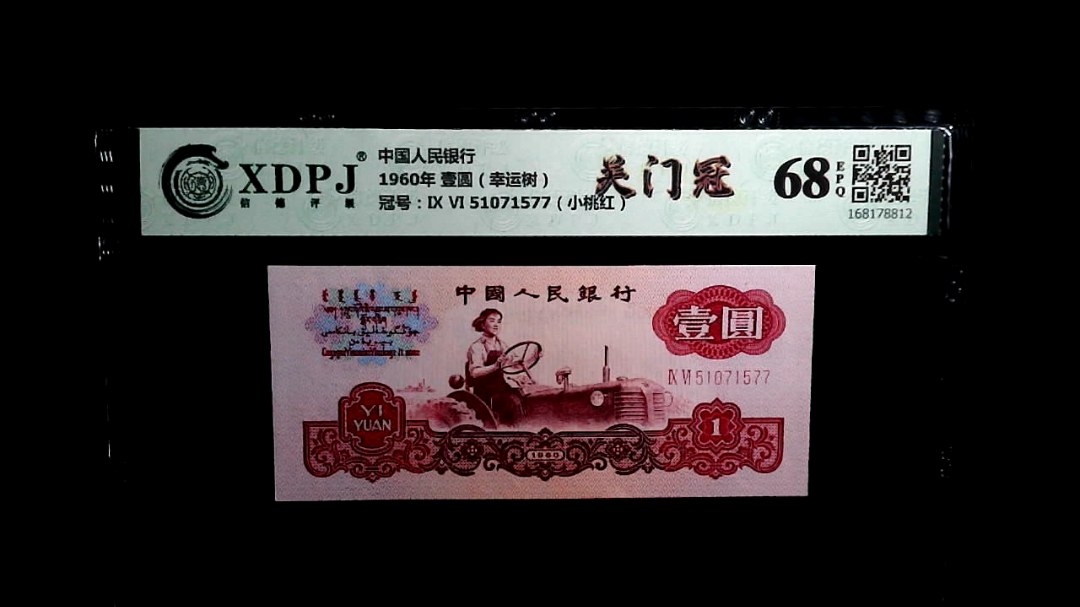 XDPJ®
信德评级
中国人民银行
1960年 壹圆（幸运树）
冠号：IX VI 51071577（小桃红）
关门冠
68
EPQ
168178812
中國人民銀行
壹圓
IX VI 51071577
YI
YUAN
1960
1